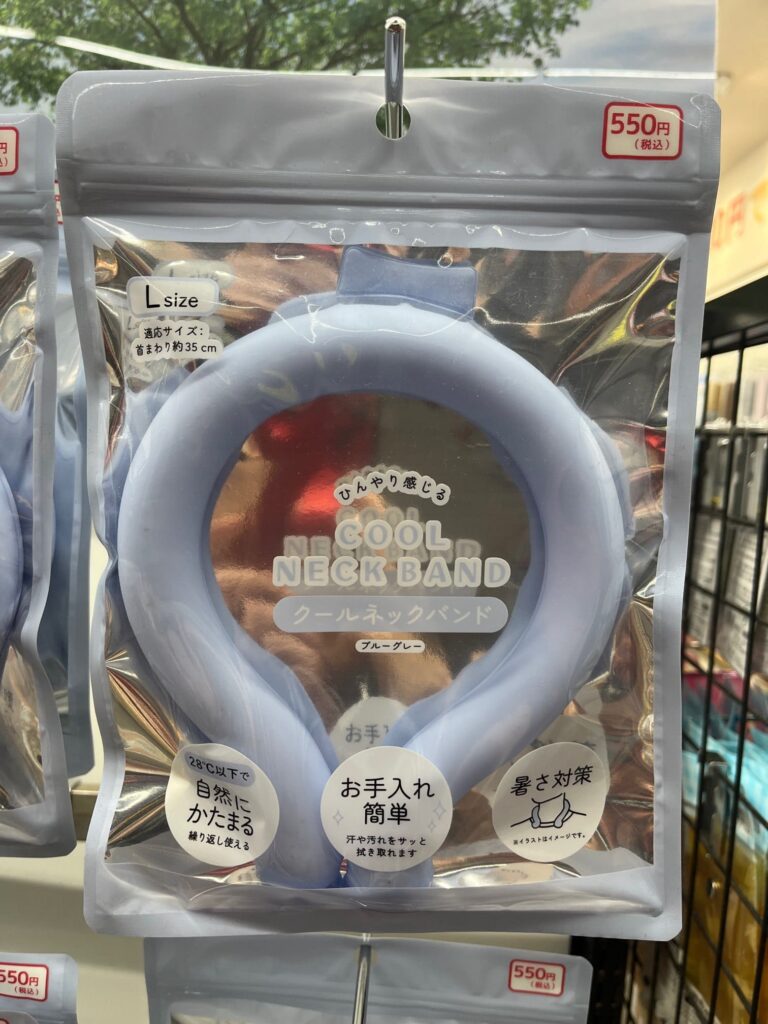 550円
(税込)
L size
適応サイズ:
首まわり約35cm
ひんやり感じる
COOL
NECK BAND
クールネックバンド
ブルーグレー
28℃以下で
自然に
かたまる
繰り返し使える
お手入れ
簡単
汗や汚れをサッと
拭き取れます
暑さ対策
※イラストはイメージです。
550円
(税込)
550円
(税込)